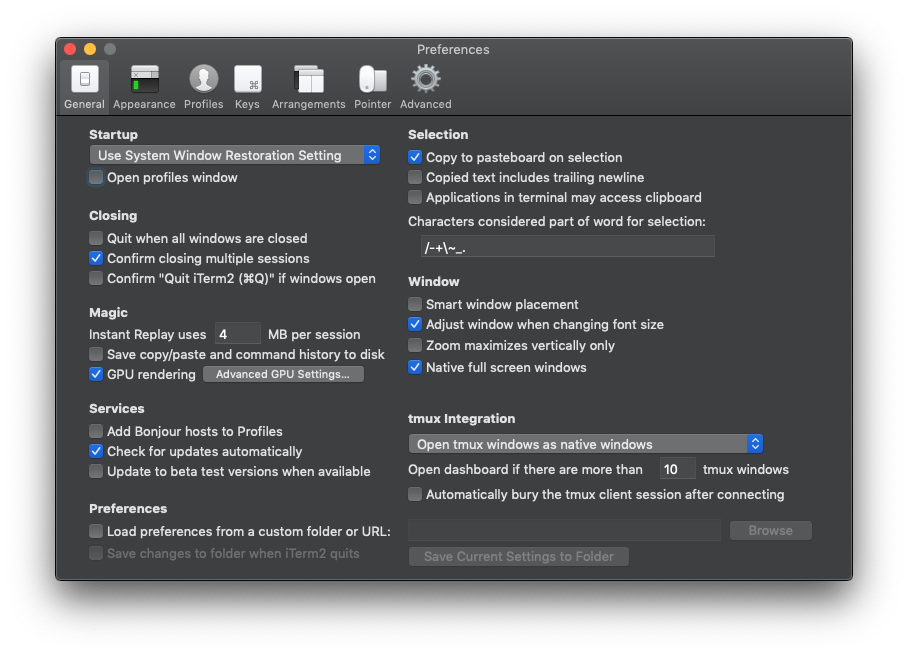 Preferences
General Appearance Profiles Keys Arrangements Pointer Advanced
Startup
Use System Window Restoration Setting
Open profiles window
Closing
Quit when all windows are closed
Confirm closing multiple sessions
Confirm "Quit iTerm2 (⌘Q)" if windows open
Magic
Instant Replay uses 4 MB per session
Save copy/paste and command history to disk
GPU rendering Advanced GPU Settings...
Services
Add Bonjour hosts to Profiles
Check for updates automatically
Update to beta test versions when available
Selection
Copy to pasteboard on selection
Copied text includes trailing newline
Applications in terminal may access clipboard
Characters considered part of word for selection:
/-+\~_.
Window
Smart window placement
Adjust window when changing font size
Zoom maximizes vertically only
Native full screen windows
tmux Integration
Open tmux windows as native windows
Open dashboard if there are more than 10 tmux windows
Automatically bury the tmux client session after connecting
Preferences
Load preferences from a custom folder or URL: Browse
Save changes to folder when iTerm2 quits Save Current Settings to Folder